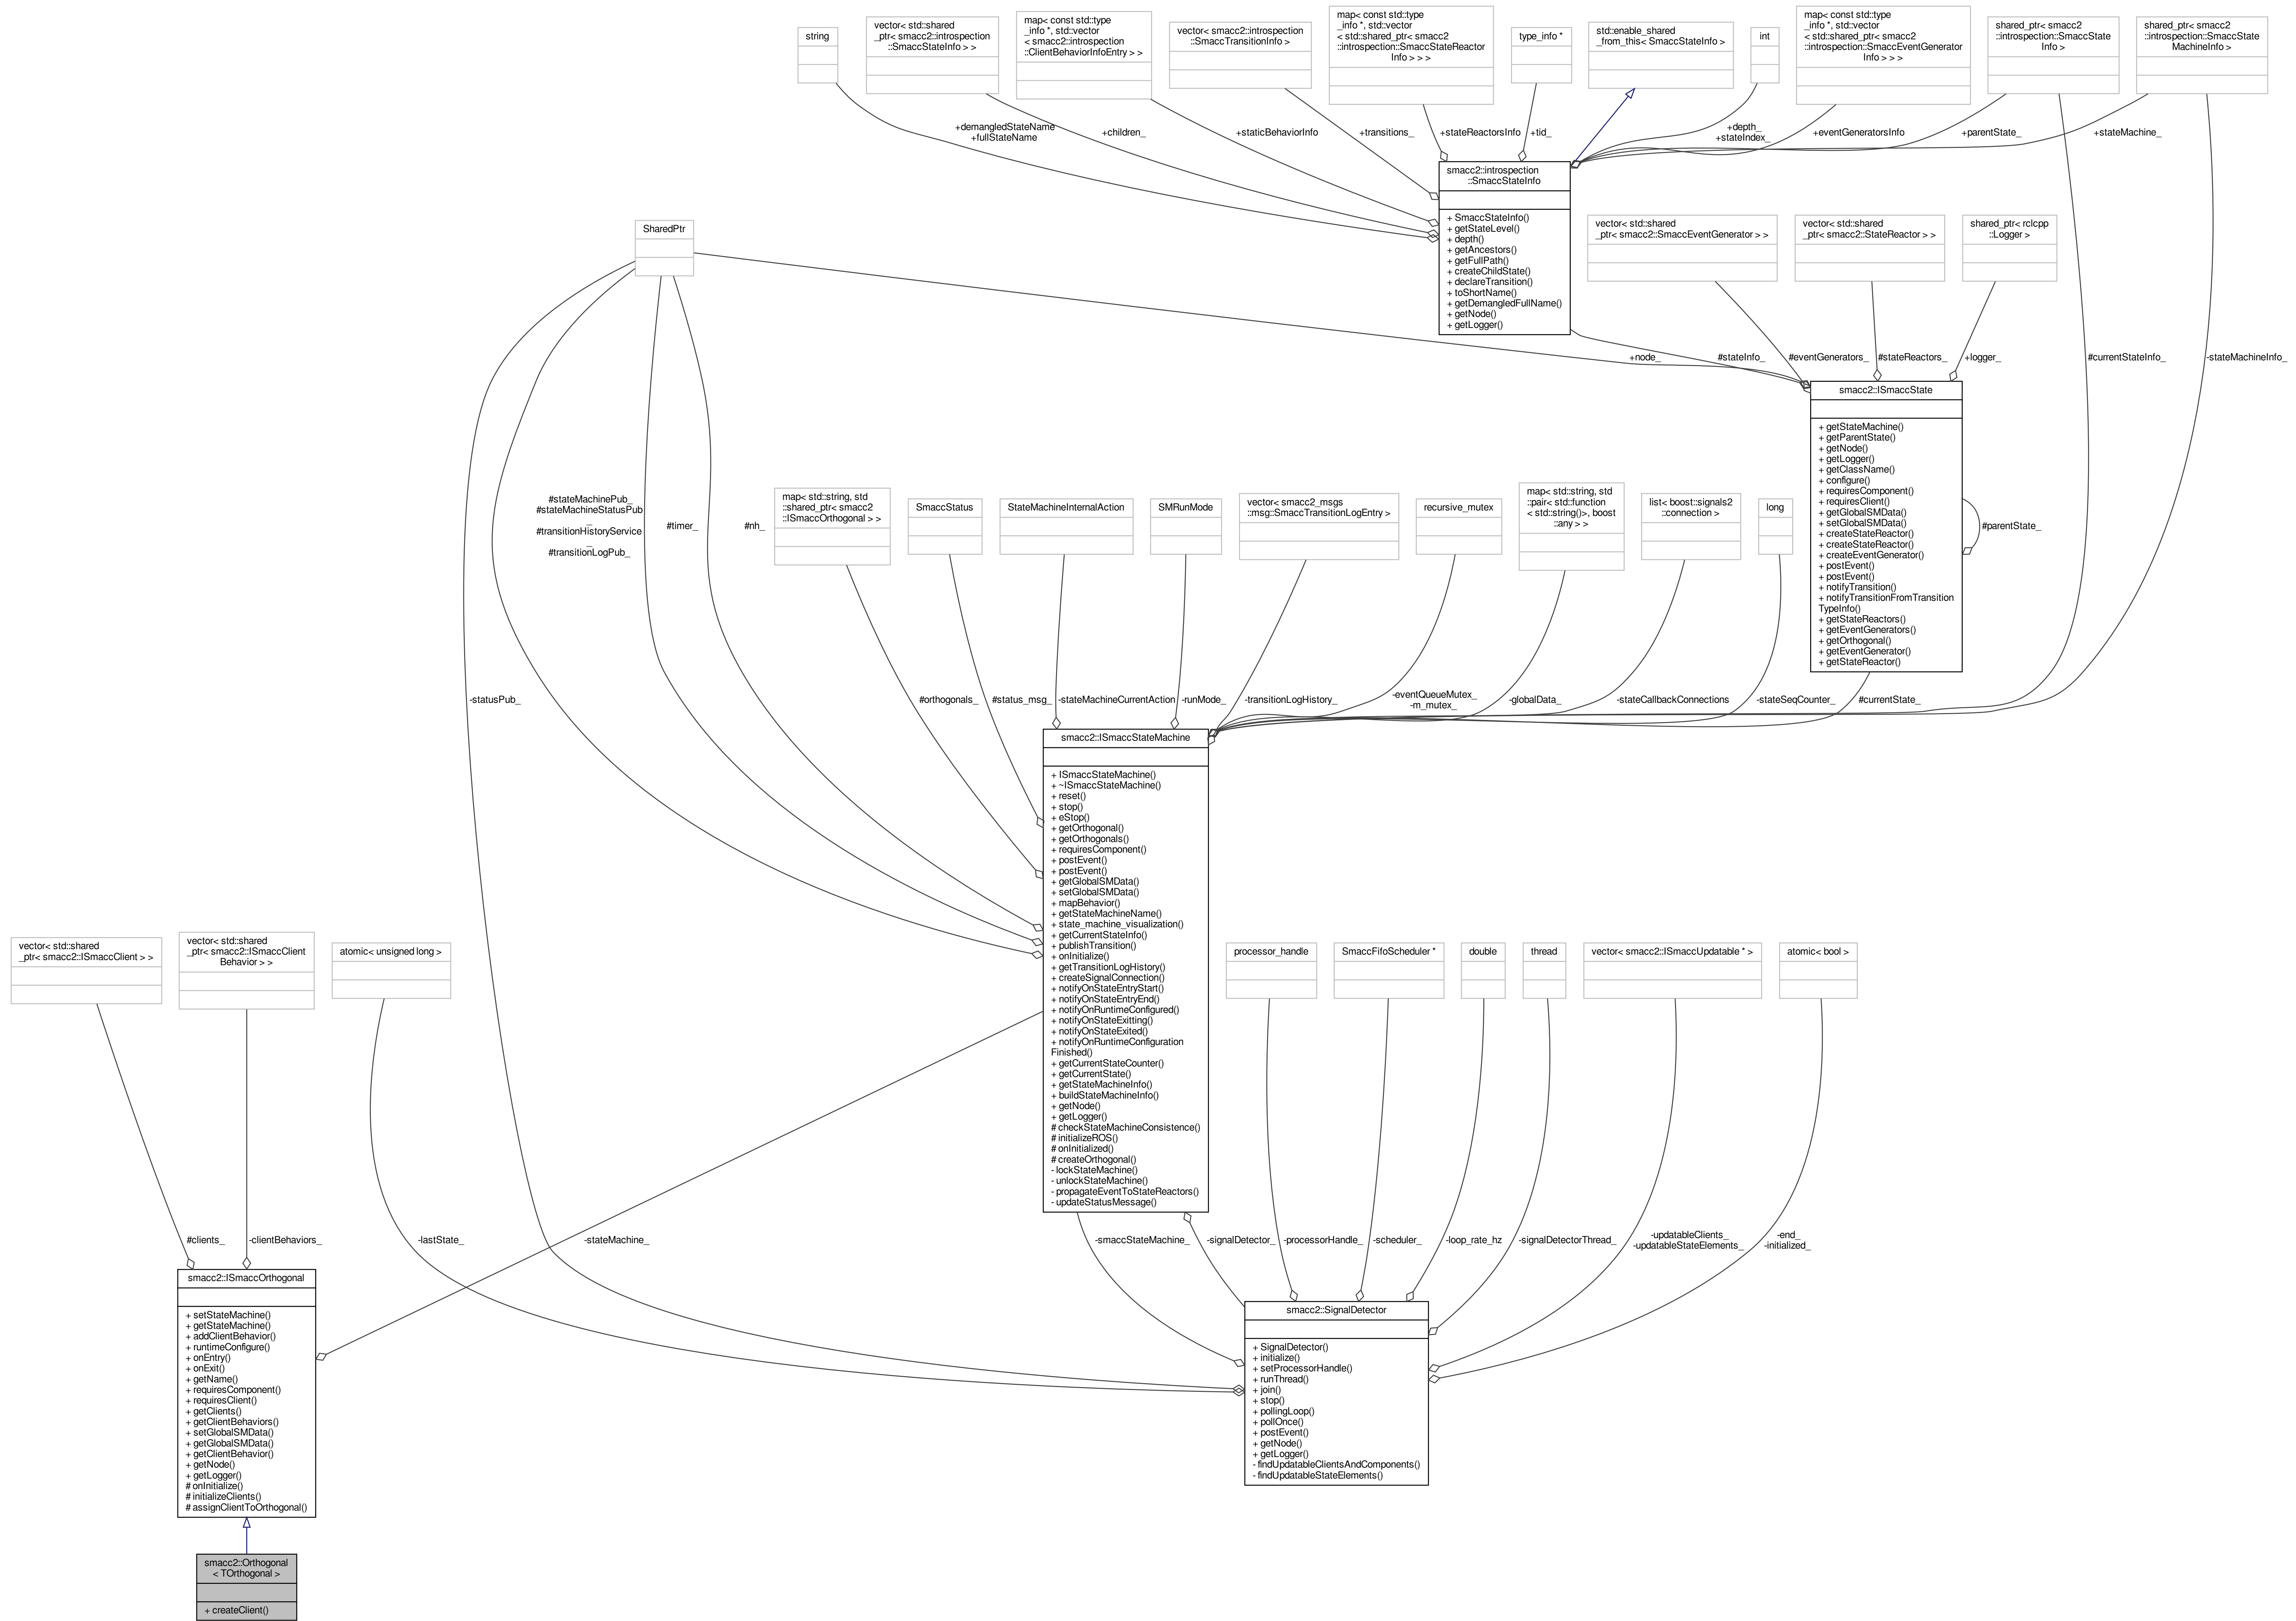 string
vector< std::shared
_ptr< smacc2::introspection
::SmaccStateInfo > >
map< const std::type
_info *, std::vector
< smacc2::introspection
::ClientBehaviorInfoEntry > >
vector< smacc2::introspection
::SmaccTransitionInfo >
map< const std::type
_info *, std::vector
< std::shared_ptr< smacc2
::introspection::SmaccStateReactor
Info > > >
type_info *
std::enable_shared
_from_this< SmaccStateInfo >
int
map< const std::type
_info *, std::vector
< std::shared_ptr< smacc2
::introspection::SmaccEventGenerator
Info > > >
shared_ptr< smacc2
::introspection::SmaccState
Info >
shared_ptr< smacc2
::introspection::SmaccState
MachineInfo >
+demangledStateName
+fullStateName
+children_
+staticBehaviorInfo
+transitions_
+stateReactorsInfo
+tid_
+depth_
+stateIndex_
+eventGeneratorsInfo
+parentState_
+stateMachine_
smacc2::introspection
::SmaccStateInfo
+ SmaccStateInfo()
+ getStateLevel()
+ depth()
+ getAncestors()
+ getFullPath()
+ createChildState()
+ declareTransition()
+ toShortName()
+ getDemangledFullName()
+ getNode()
+ getLogger()
SharedPtr
vector< std::shared
_ptr< smacc2::SmaccEventGenerator > >
vector< std::shared
_ptr< smacc2::StateReactor > >
shared_ptr< rclcpp
::Logger >
+node_
#stateInfo_
#eventGenerators_
#stateReactors_
+logger_
#currentStateInfo_
-stateMachineInfo_
smacc2::ISmaccState
+ getStateMachine()
+ getParentState()
+ getNode()
+ getLogger()
+ getClassName()
+ configure()
+ requiresComponent()
+ requiresClient()
+ getGlobalSMData()
+ setGlobalSMData()
+ createStateReactor()
+ createStateReactor()
+ createEventGenerator()
+ postEvent()
+ postEvent()
+ notifyTransition()
+ notifyTransitionFromTransition
TypeInfo()
+ getStateReactors()
+ getEventGenerators()
+ getOrthogonal()
+ getEventGenerator()
+ getStateReactor()
#parentState_
#stateMachinePub_
#stateMachineStatusPub
_
#transitionHistoryService
_
#transitionLogPub_
#timer_
#nh_
map< std::string, std
::shared_ptr< smacc2
::ISmaccOrthogonal > >
SmaccStatus
StateMachineInternalAction
SMRunMode
vector< smacc2_msgs
::msg::SmaccTransitionLogEntry >
recursive_mutex
map< std::string, std
::pair< std::function
< std::string()>, boost
::any > >
list< boost::signals2
::connection >
long
-statusPub_
#orthogonals_
#status_msg_
-stateMachineCurrentAction
-runMode_
-transitionLogHistory_
-eventQueueMutex_
-m_mutex_
-globalData_
-stateCallbackConnections
-stateSeqCounter_
#currentState_
smacc2::ISmaccStateMachine
+ ISmaccStateMachine()
+ ~ISmaccStateMachine()
+ reset()
+ stop()
+ eStop()
+ getOrthogonal()
+ getOrthogonals()
+ requiresComponent()
+ postEvent()
+ postEvent()
+ getGlobalSMData()
+ setGlobalSMData()
+ mapBehavior()
+ getStateMachineName()
+ state_machine_visualization()
+ getCurrentStateInfo()
+ publishTransition()
+ onInitialize()
+ getTransitionLogHistory()
+ createSignalConnection()
+ notifyOnStateEntryStart()
+ notifyOnStateEntryEnd()
+ notifyOnRuntimeConfigured()
+ notifyOnStateExitting()
+ notifyOnStateExited()
+ notifyOnRuntimeConfiguration
Finished()
+ getCurrentStateCounter()
+ getCurrentState()
+ getStateMachineInfo()
+ buildStateMachineInfo()
+ getNode()
+ getLogger()
# checkStateMachineConsistence()
# initializeROS()
# onInitialized()
# createOrthogonal()
- lockStateMachine()
- unlockStateMachine()
- propagateEventToStateReactors()
- updateStatusMessage()
vector< std::shared
_ptr< smacc2::ISmaccClient > >
vector< std::shared
_ptr< smacc2::ISmaccClient
Behavior > >
atomic< unsigned long >
processor_handle
SmaccFifoScheduler *
double
thread
vector< smacc2::ISmaccUpdatable * >
atomic< bool >
#clients_
-clientBehaviors_
-lastState_
-stateMachine_
-smaccStateMachine_
-signalDetector_
-processorHandle_
-scheduler_
-loop_rate_hz
-signalDetectorThread_
-updatableClients_
-updatableStateElements_
-end_
-initialized_
smacc2::ISmaccOrthogonal
+ setStateMachine()
+ getStateMachine()
+ addClientBehavior()
+ runtimeConfigure()
+ onEntry()
+ onExit()
+ getName()
+ requiresComponent()
+ requiresClient()
+ getClients()
+ getClientBehaviors()
+ setGlobalSMData()
+ getGlobalSMData()
+ getClientBehavior()
+ getNode()
+ getLogger()
# onInitialize()
# initializeClients()
# assignClientToOrthogonal()
smacc2::SignalDetector
+ SignalDetector()
+ initialize()
+ setProcessorHandle()
+ runThread()
+ join()
+ stop()
+ pollingLoop()
+ pollOnce()
+ postEvent()
+ getNode()
+ getLogger()
- findUpdatableClientsAndComponents()
- findUpdatableStateElements()
smacc2::Orthogonal
< TOrthogonal >
+ createClient()